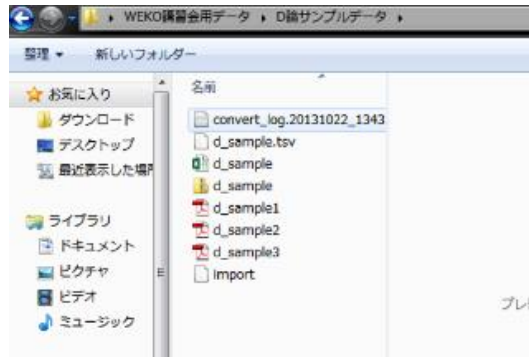 WEKO講習会用データ ▸ D論サンプルデータ ▸
整理 ▼ 新しいフォルダー
お気に入り
ダウンロード
デスクトップ
最近表示した場所
ライブラリ
ドキュメント
ピクチャ
ビデオ
ミュージック
名前
convert_log.20131022_1343
d_sample.tsv
d_sample
d_sample
d_sample1
d_sample2
d_sample3
import
プレ